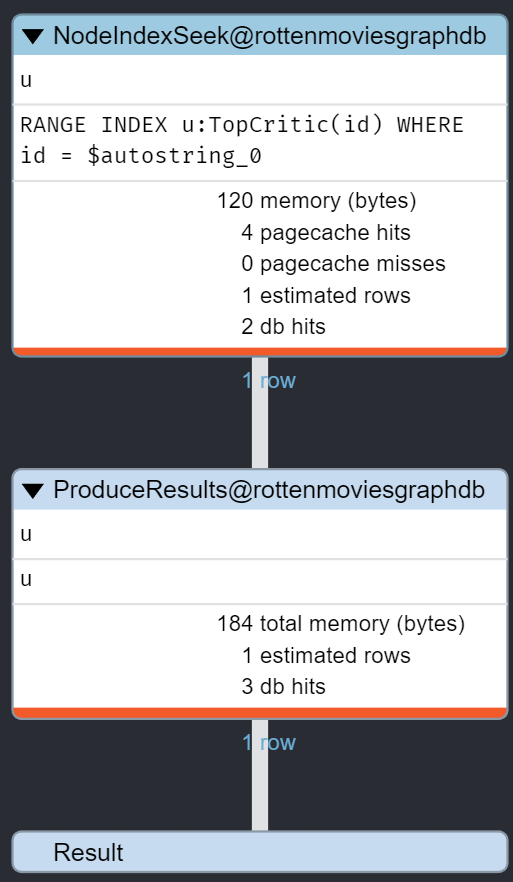 NodeIndexSeek@rottenmoviesgraphdb
u
RANGE INDEX u:TopCritic(id) WHERE
id = $autostring_0
120 memory (bytes)
4 pagecache hits
0 pagecache misses
1 estimated rows
2 db hits
1 row
ProduceResults@rottenmoviesgraphdb
u
u
184 total memory (bytes)
1 estimated rows
3 db hits
1 row
Result